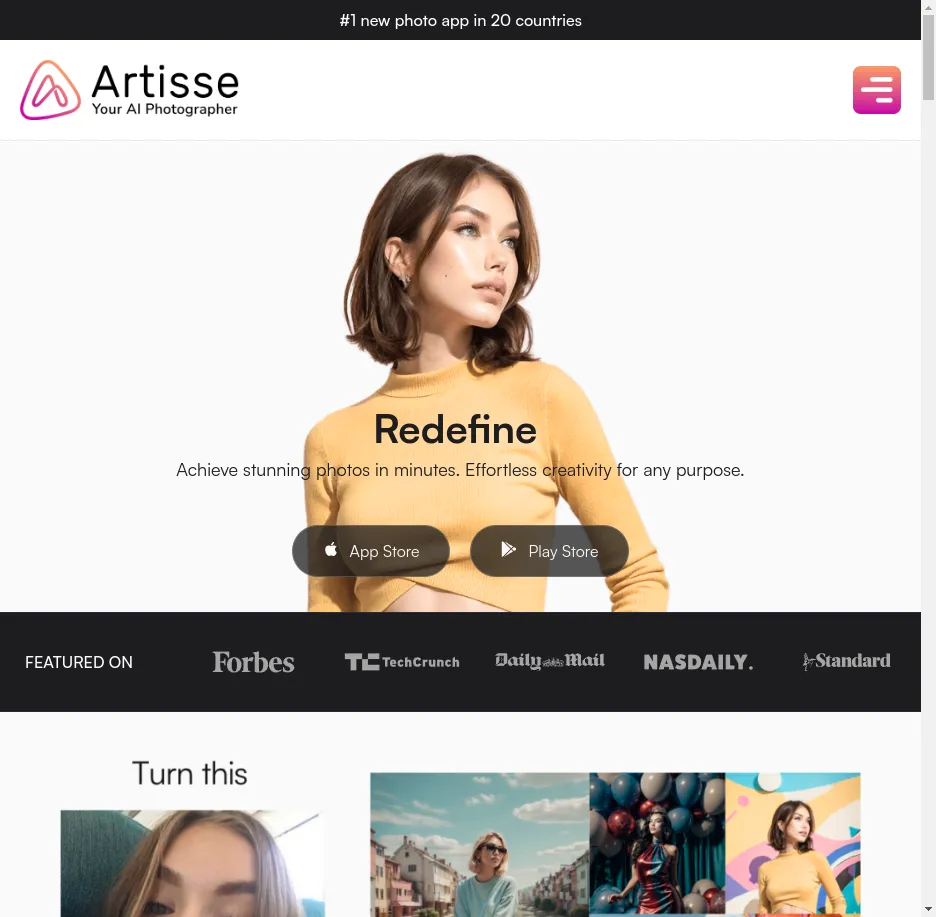 #1 new photo app in 20 countries
Artisse
Your AI Photographer
Redefine
Achieve stunning photos in minutes. Effortless creativity for any purpose.
App Store
Play Store
FEATURED ON
Forbes
TechCrunch
Daily Mail
NASDAILY.
Standard
Turn this